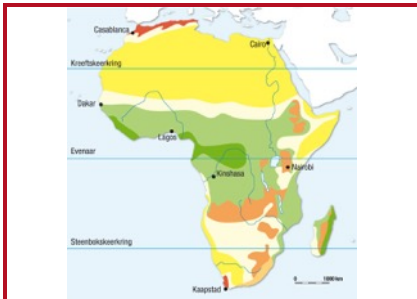 Casablanca
Cairo
Kreeftskeerkring
Dakar
Lagos
Evenaar
Nairobi
Kinshasa
Steenbokskeerkring
Kaapstad
0 1000 km